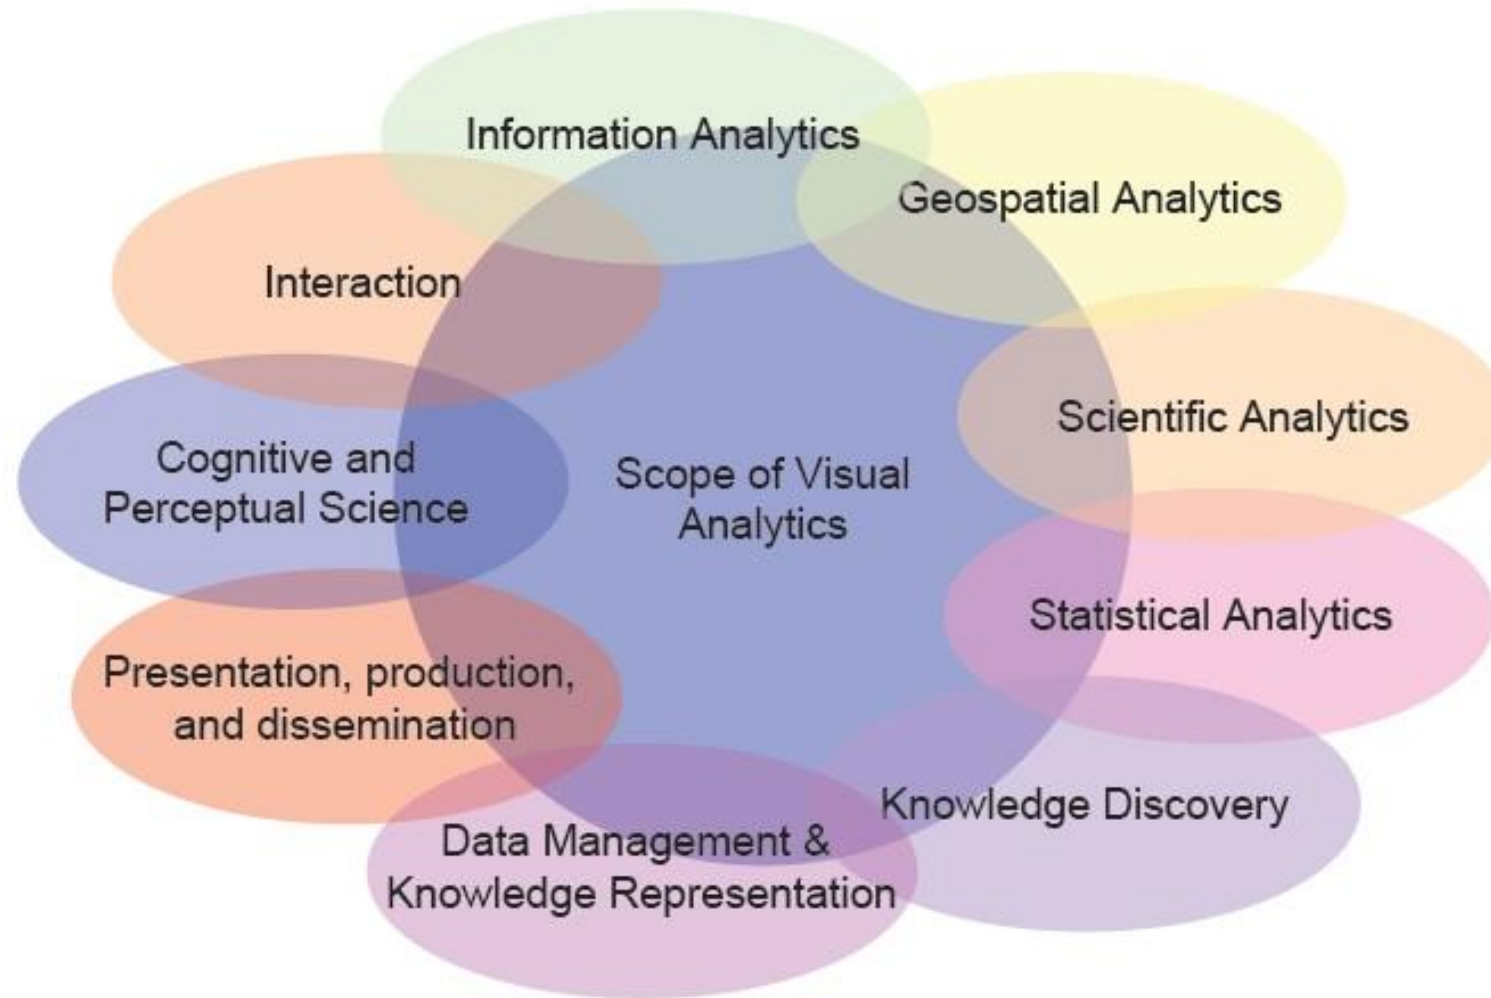 Information Analytics
Geospatial Analytics
Interaction
Scientific Analytics
Cognitive and
Perceptual Science
Scope of Visual
Analytics
Statistical Analytics
Presentation, production,
and dissemination
Knowledge Discovery
Data Management &
Knowledge Representation